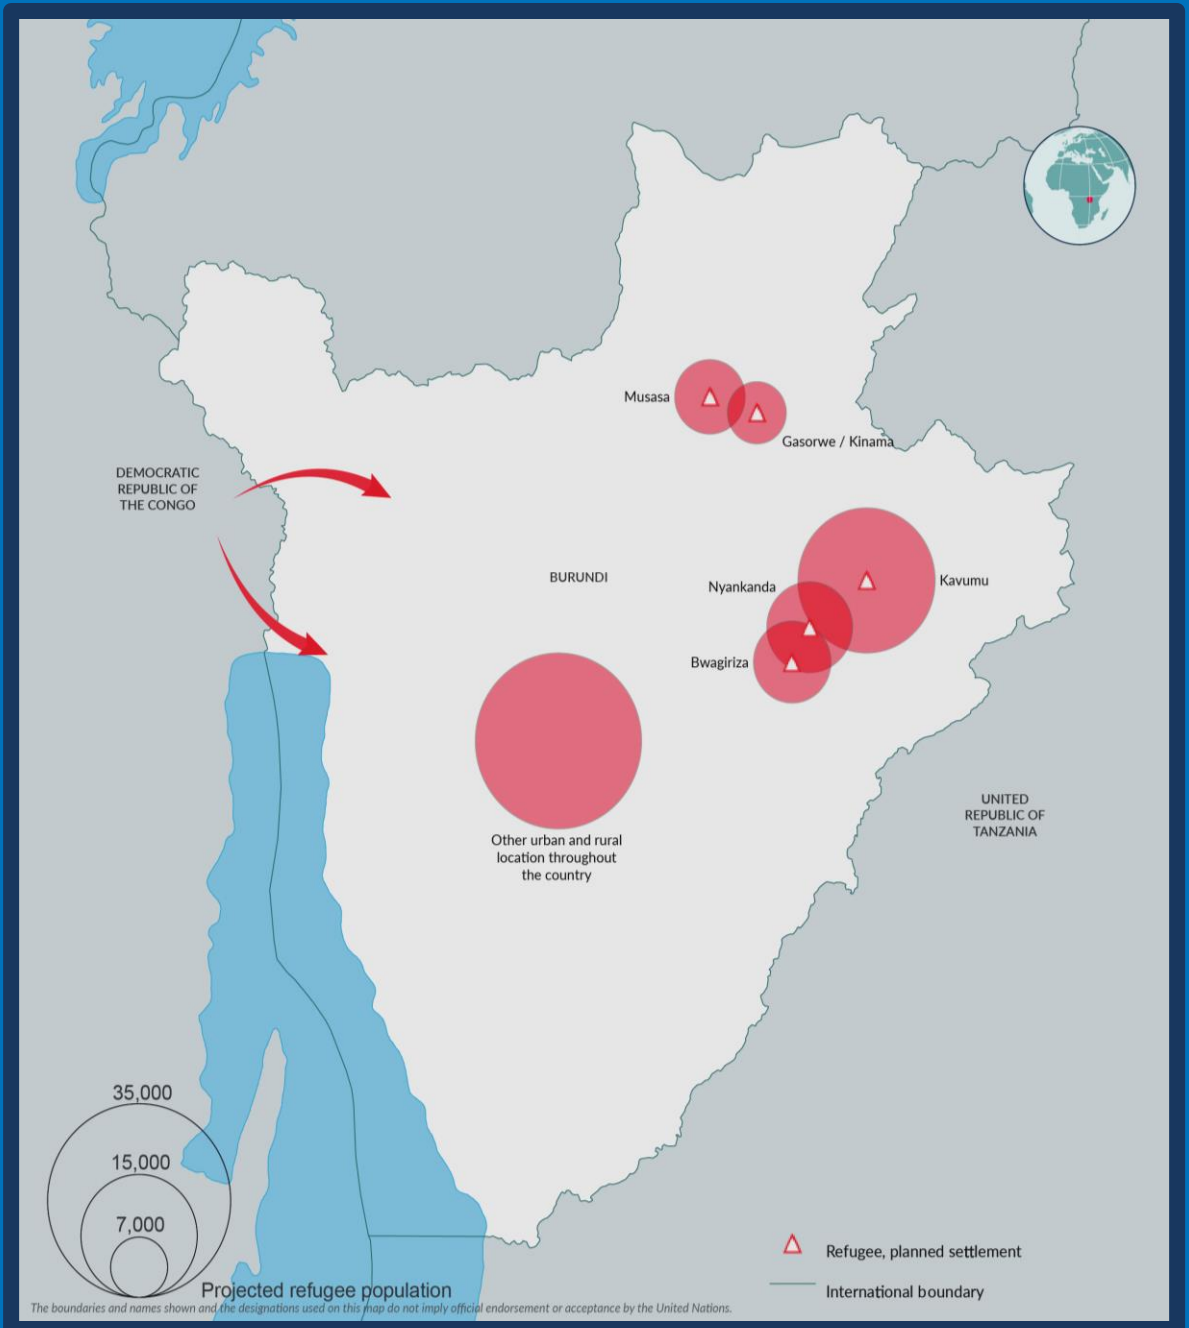 Musasa
Gasorwe / Kinama
DEMOCRATIC
REPUBLIC OF
THE CONGO
BURUNDI
Nyankanda
Kavumu
Bwagiriza
UNITED
REPUBLIC OF
TANZANIA
Other urban and rural
location throughout
the country
35,000
15,000
7,000
Projected refugee population
Refugee, planned settlement
International boundary
The boundaries and names shown and the designations used on this map do not imply official endorsement or acceptance by the United Nations.